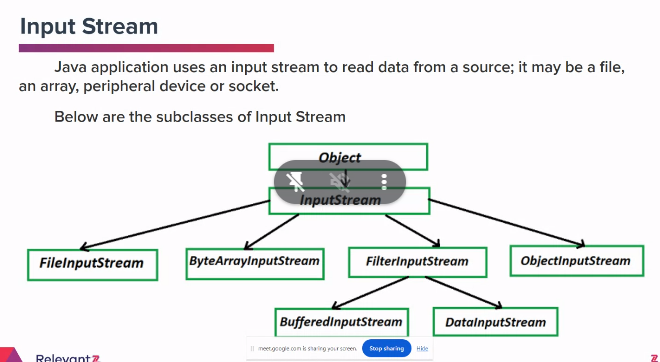 Input Stream
Java application uses an input stream to read data from a source; it may be a file,
an array, peripheral device or socket.
Below are the subclasses of Input Stream
Object
InputStream
FileInputStream
ByteArrayInputStream
FilterInputStream
ObjectInputStream
BufferedInputStream
DataInputStream
meet.google.com is sharing your screen.
Stop sharing
Hide
Relevantz